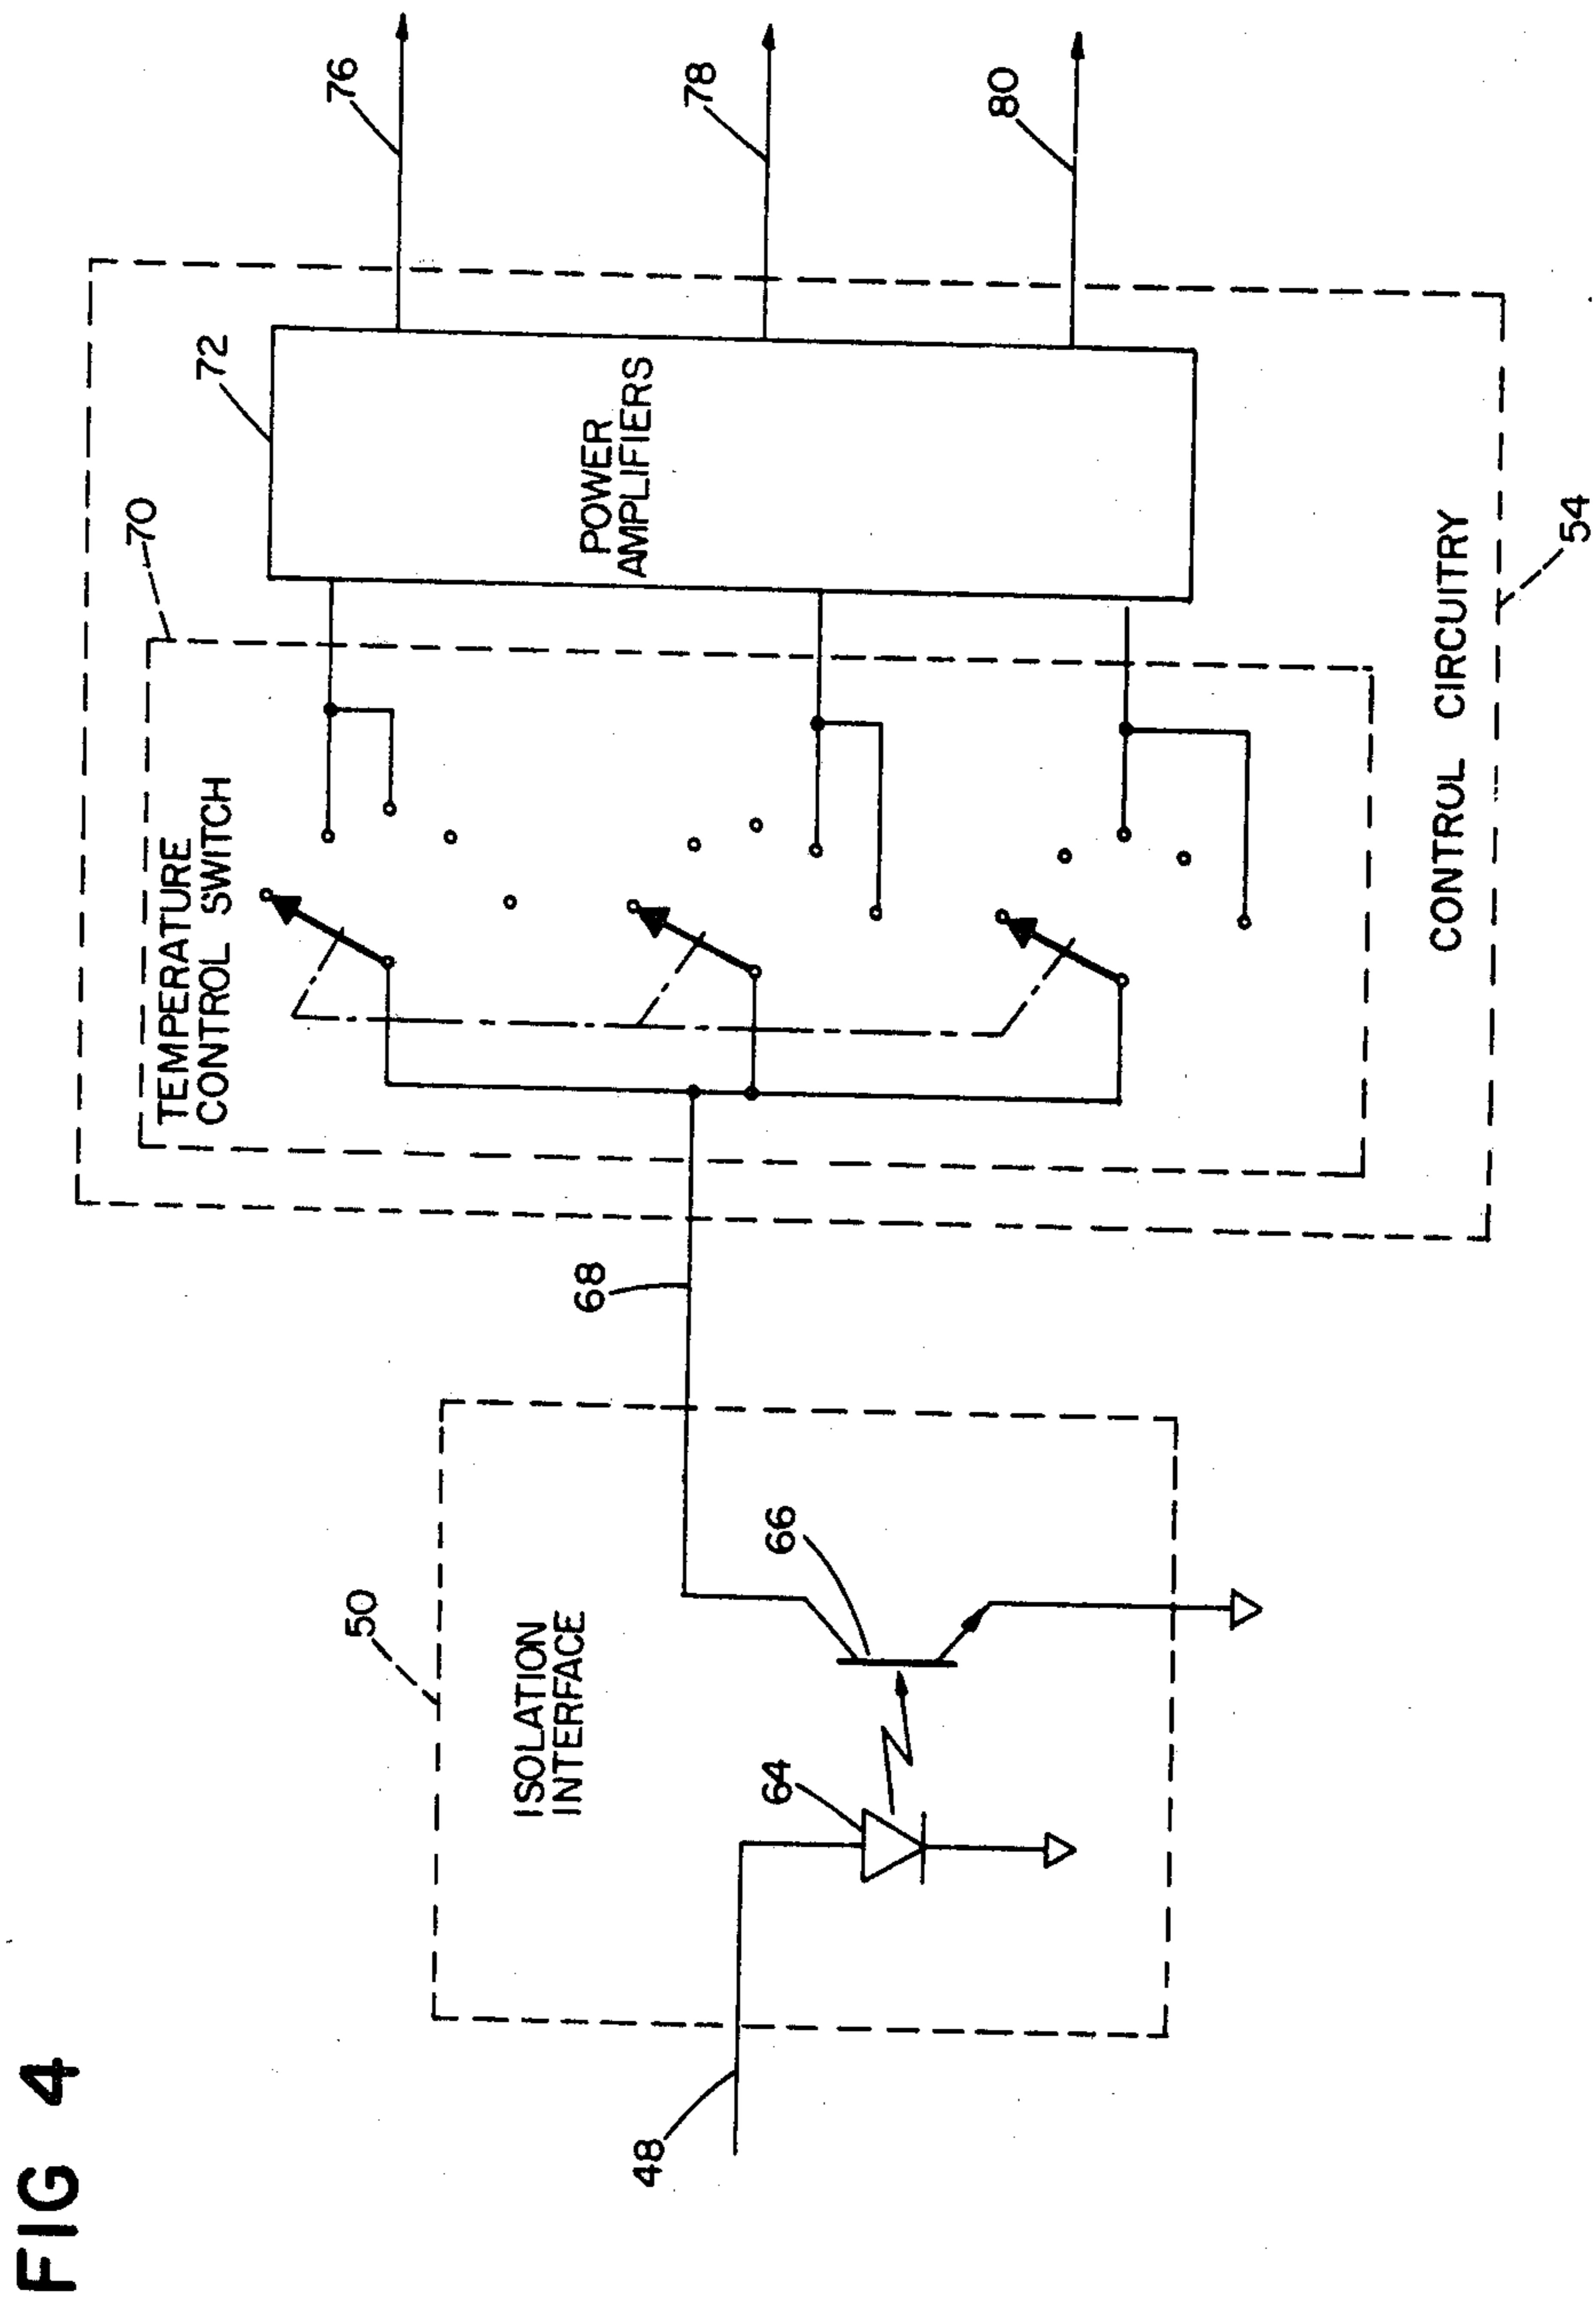 FIG 4
48
50
ISOLATION
INTERFACE
64
66
68
54
CONTROL CIRCUITRY
70
TEMPERATURE
CONTROL SWITCH
72
POWER
AMPLIFIERS
76
78
80